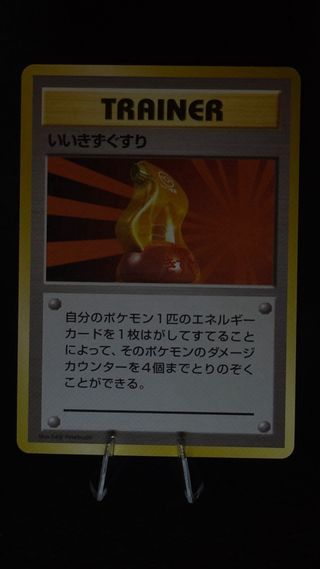 TRAINER
いいきずぐすり
自分のポケモン１匹のエネルギー
カードを１枚はがしてすてること
によって、そのポケモンのダメージ
カウンターを４個までとりのぞく
ことができる。